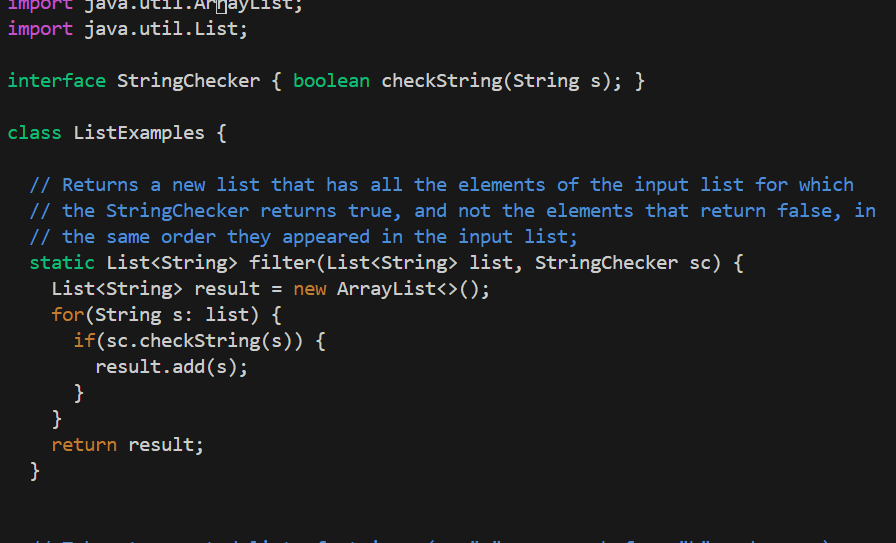 import java.util.ArrayList;
import java.util.List;
interface StringChecker { boolean checkString(String s); }
class ListExamples {
// Returns a new list that has all the elements of the input list for which
// the StringChecker returns true, and not the elements that return false, in
// the same order they appeared in the input list;
static List<String> filter(List<String> list, StringChecker sc) {
List<String> result = new ArrayList<>();
for(String s: list) {
if(sc.checkString(s)) {
result.add(s);
}
}
return result;
}